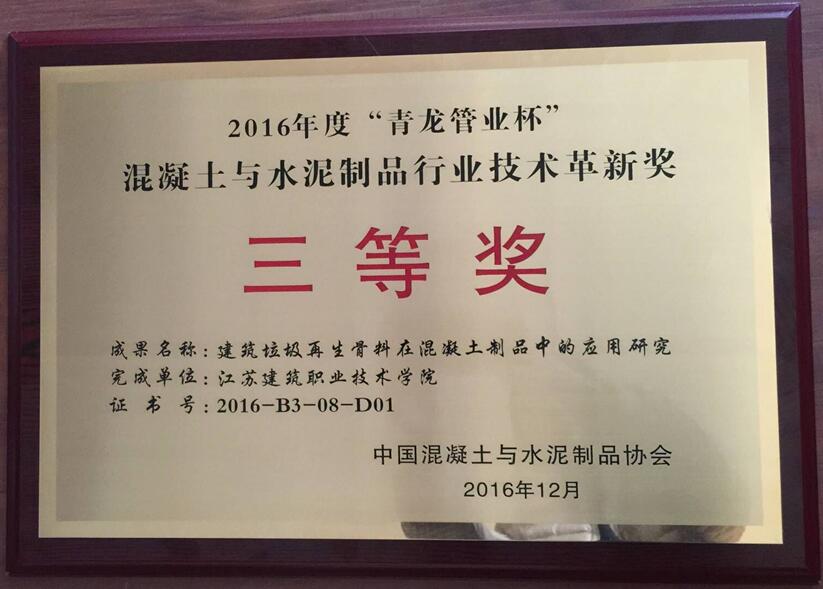 2016年度“青龙管业杯”
混凝土与水泥制品行业技术革新奖
三等奖
成果名称：建筑垃圾再生骨料在混凝土制品中的应用研究
完成单位：江苏建筑职业技术学院
证书号：2016-B3-08-D01
中国混凝土与水泥制品协会
2016年12月